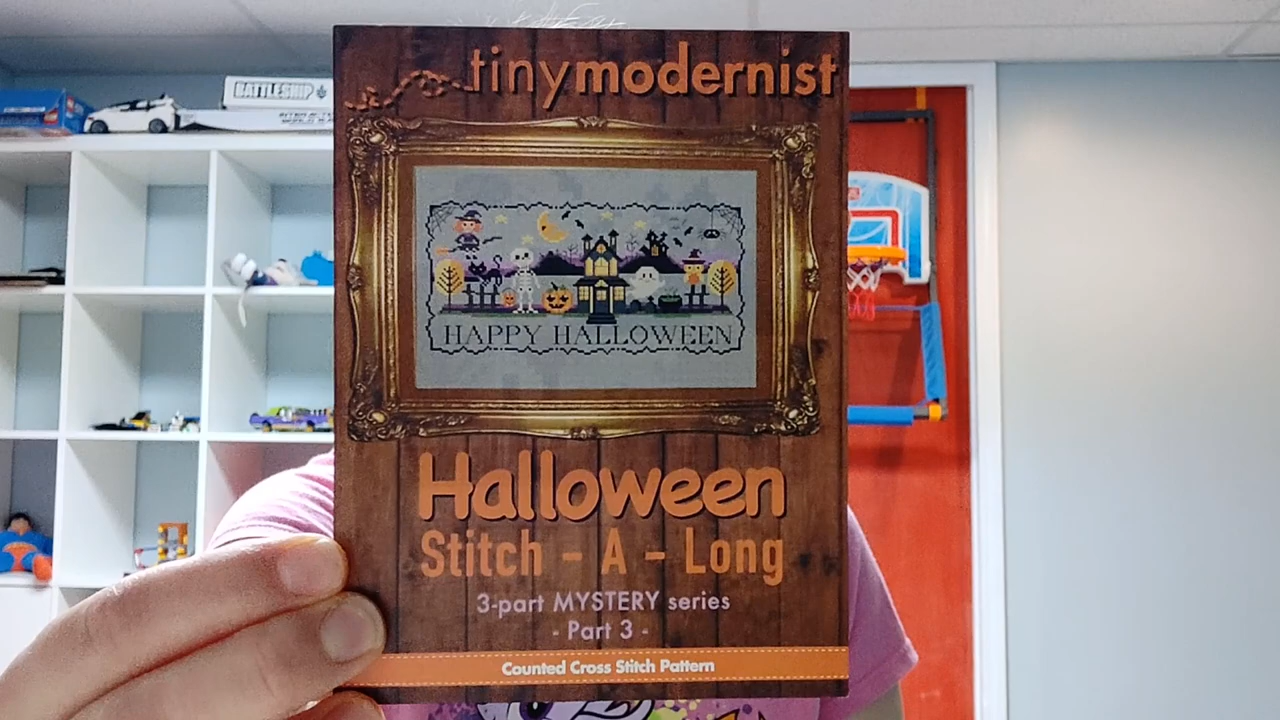 BATTLESHIP
tinymodernist
HAPPY HALLOWEEN
Halloween
Stitch - A - Long
3-part MYSTERY series
- Part 3 -
Counted Cross Stitch Pattern